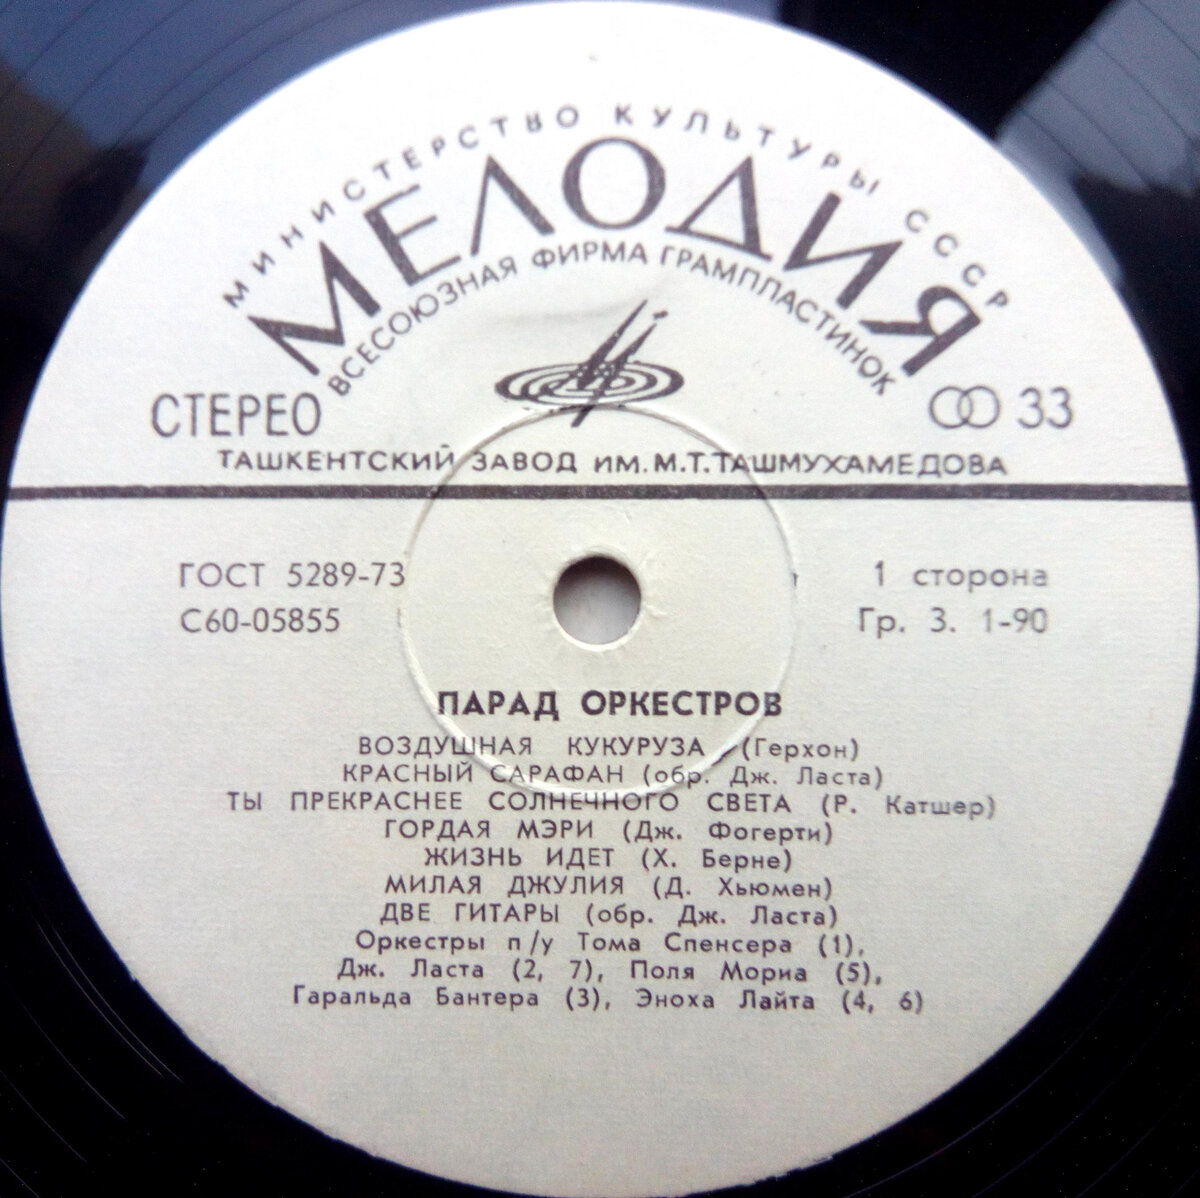 МИНИСТЕРСТВО КУЛЬТУРЫ СССР
МЕЛОДИЯ
ВСЕСОЮЗНАЯ ФИРМА ГРАМПЛАСТИНОК
СТЕРЕО
33
ТАШКЕНТСКИЙ ЗАВОД ИМ. М.Т.ТАШМУХАМЕДОВА
ГОСТ 5289-73
1 сторона
С60-05855
Гр. 3. 1-90
ПАРАД ОРКЕСТРОВ
ВОЗДУШНАЯ КУКУРУЗА (Герхон)
КРАСНЫЙ САРАФАН (обр. Дж. Ласта)
ТЫ ПРЕКРАСНЕЕ СОЛНЕЧНОГО СВЕТА (Р. Катшер)
ГОРДАЯ МЭРИ (Дж. Фогерти)
ЖИЗНЬ ИДЕТ (Х. Берне)
МИЛАЯ ДЖУЛИЯ (Д. Хьюмен)
ДВЕ ГИТАРЫ (обр. Дж. Ласта)
Оркестры п/у Тома Спенсера (1),
Дж. Ласта (2, 7), Поля Мориа (5),
Гаральда Бантера (3), Эноха Лайта (4, 6)